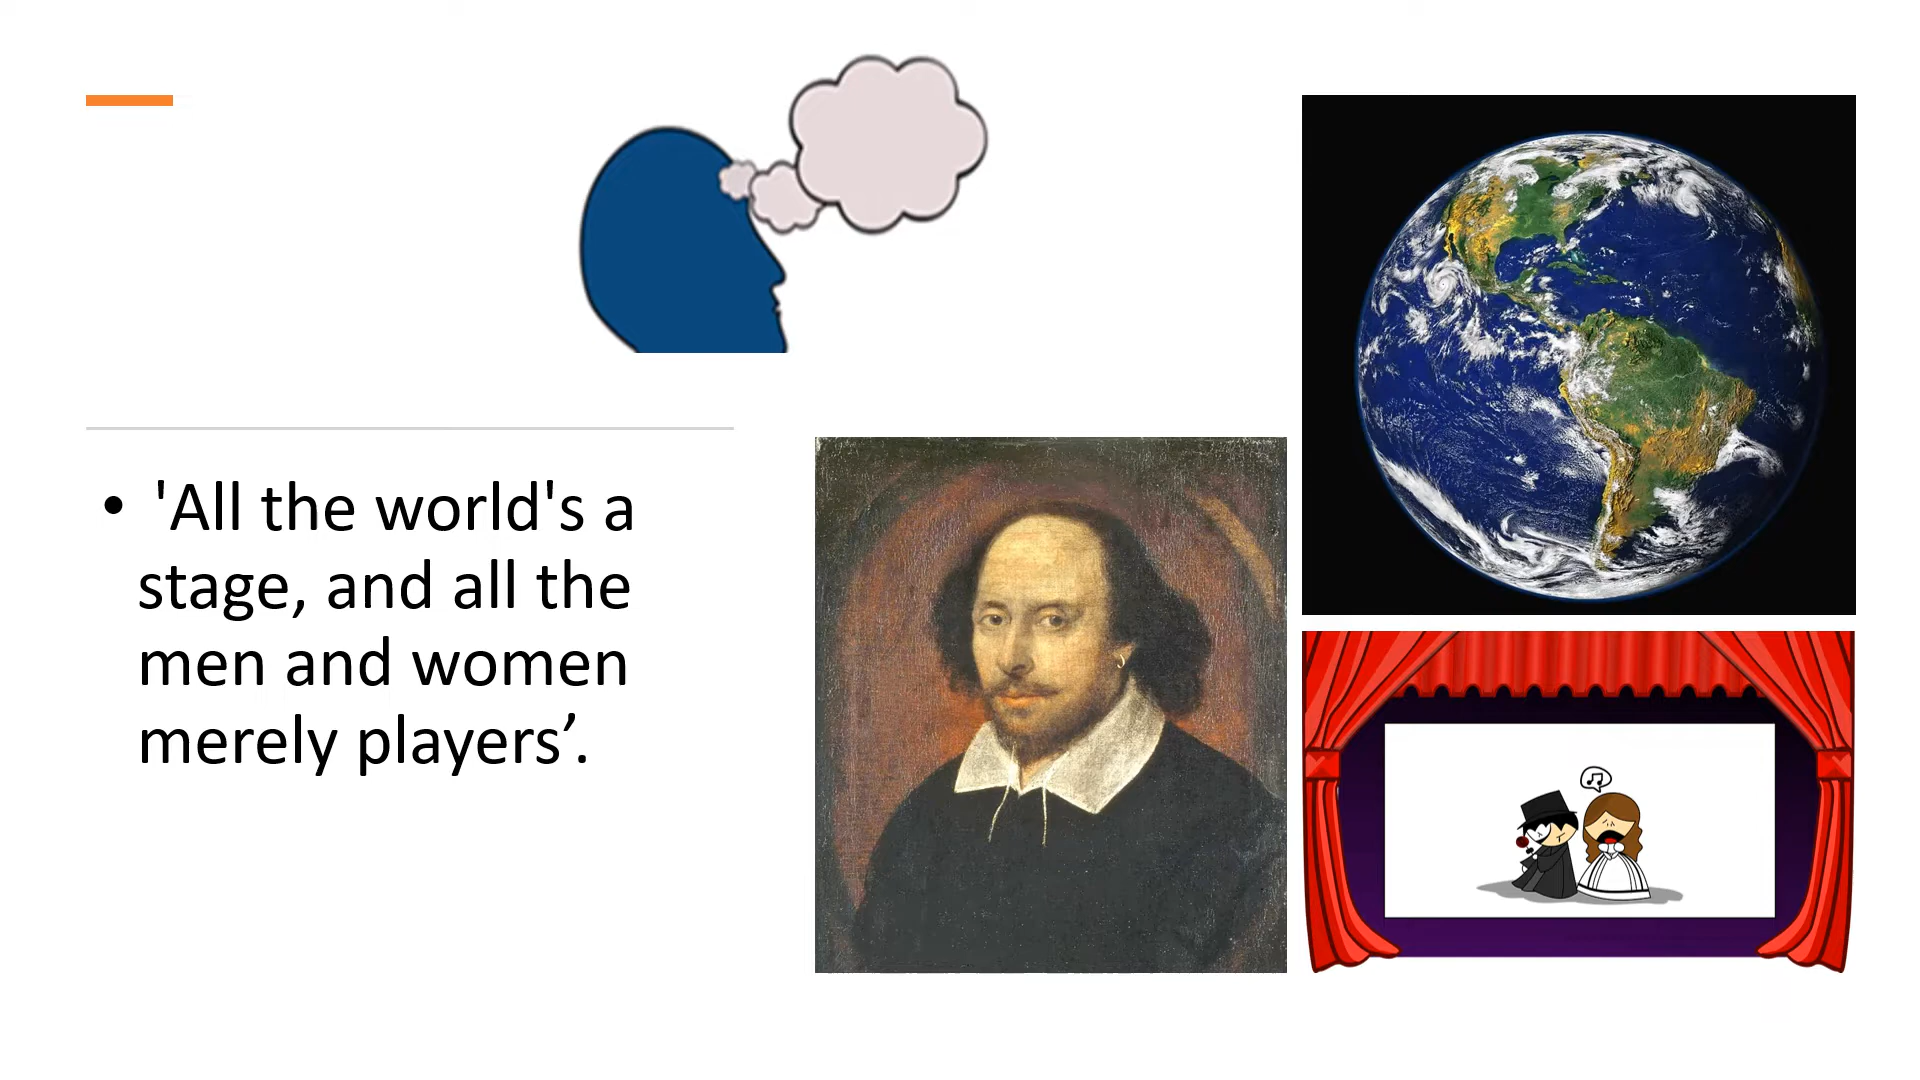 • 'All the world's a
stage, and all the
men and women
merely players’.